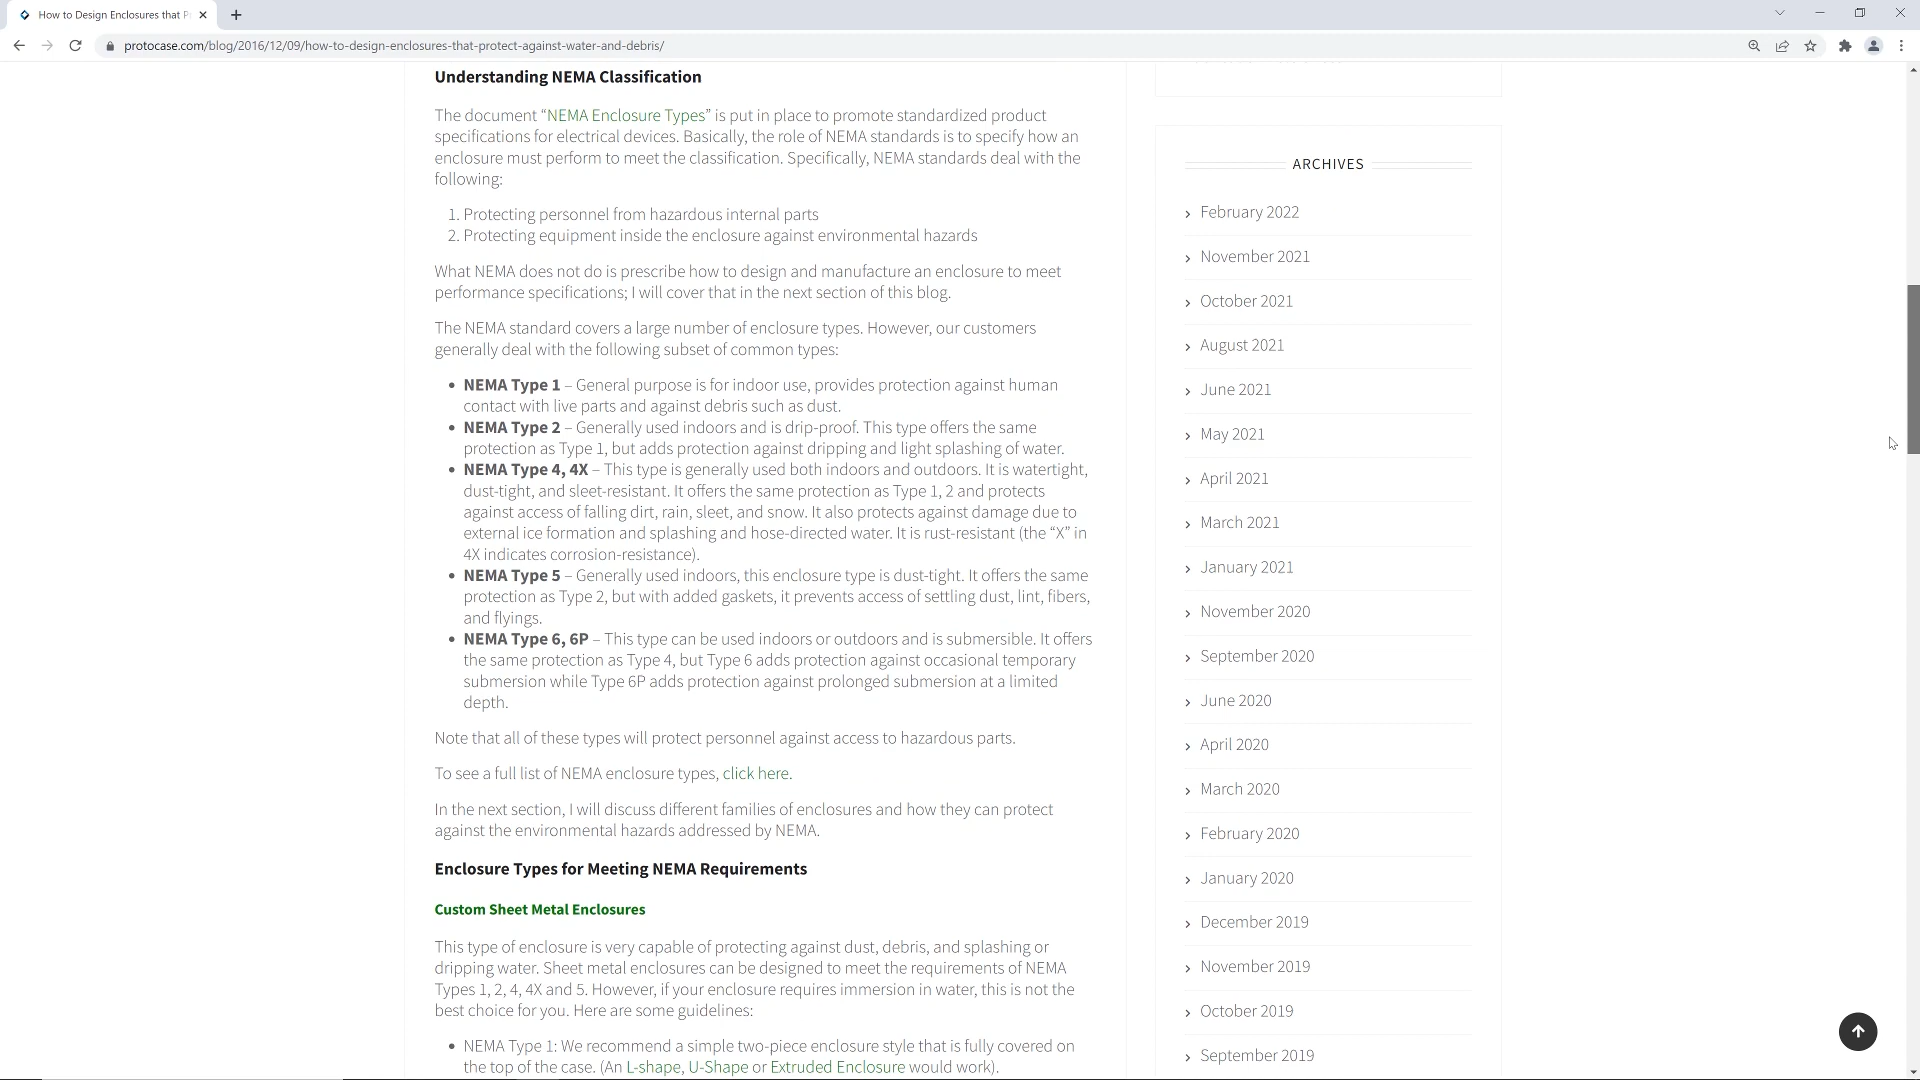 How to Design Enclosures that P
protocase.com/blog/2016/12/09/how-to-design-enclosures-that-protect-against-water-and-debris/
Understanding NEMA Classification
The document “NEMA Enclosure Types” is put in place to promote standardized product
specifications for electrical devices. Basically, the role of NEMA standards is to specify how an
enclosure must perform to meet the classification. Specifically, NEMA standards deal with the
following:
1. Protecting personnel from hazardous internal parts
2. Protecting equipment inside the enclosure against environmental hazards
What NEMA does not do is prescribe how to design and manufacture an enclosure to meet
performance specifications; I will cover that in the next section of this blog.
The NEMA standard covers a large number of enclosure types. However, our customers
generally deal with the following subset of common types:
• NEMA Type 1 – General purpose is for indoor use, provides protection against human
contact with live parts and against debris such as dust.
• NEMA Type 2 – Generally used indoors and is drip-proof. This type offers the same
protection as Type 1, but adds protection against dripping and light splashing of water.
• NEMA Type 4, 4X – This type is generally used both indoors and outdoors. It is watertight,
dust-tight, and sleet-resistant. It offers the same protection as Type 1, 2 and protects
against access of falling dirt, rain, sleet, and snow. It also protects against damage due to
external ice formation and splashing and hose-directed water. It is rust-resistant (the “X” in
4X indicates corrosion-resistance).
• NEMA Type 5 – Generally used indoors, this enclosure type is dust-tight. It offers the same
protection as Type 2, but with added gaskets, it prevents access of settling dust, lint, fibers,
and flyings.
• NEMA Type 6, 6P – This type can be used indoors or outdoors and is submersible. It offers
the same protection as Type 4, but Type 6 adds protection against occasional temporary
submersion while Type 6P adds protection against prolonged submersion at a limited
depth.
Note that all of these types will protect personnel against access to hazardous parts.
To see a full list of NEMA enclosure types, click here.
In the next section, I will discuss different families of enclosures and how they can protect
against the environmental hazards addressed by NEMA.
Enclosure Types for Meeting NEMA Requirements
Custom Sheet Metal Enclosures
This type of enclosure is very capable of protecting against dust, debris, and splashing or
dripping water. Sheet metal enclosures can be designed to meet the requirements of NEMA
Types 1, 2, 4, 4X and 5. However, if your enclosure requires immersion in water, this is not the
best choice for you. Here are some guidelines:
• NEMA Type 1: We recommend a simple two-piece enclosure style that is fully covered on
the top of the case. (An L-shape, U-Shape or Extruded Enclosure would work).
ARCHIVES
February 2022
November 2021
October 2021
August 2021
June 2021
May 2021
April 2021
March 2021
January 2021
November 2020
September 2020
June 2020
April 2020
March 2020
February 2020
January 2020
December 2019
November 2019
October 2019
September 2019